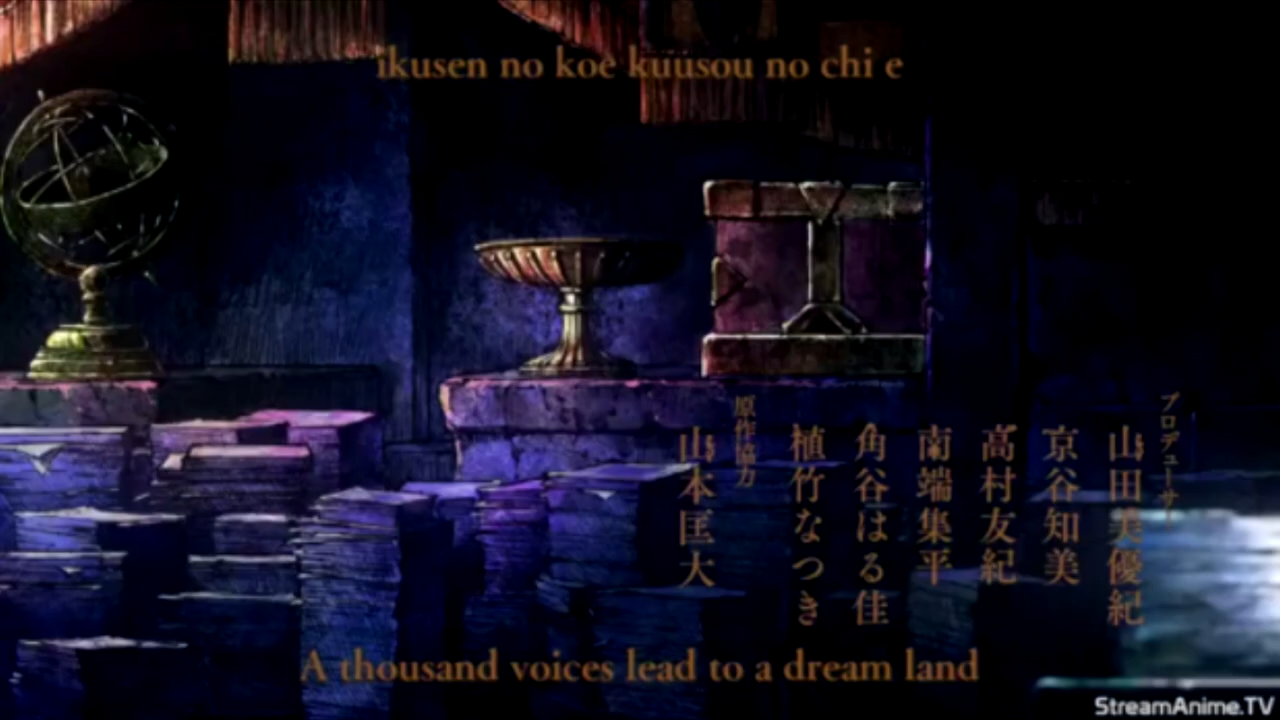 ikusen no koe kuusou no chi e
プロデューサー
山田美優紀
京谷知美
高村友紀
南端集平
角谷はる佳
植竹なつき
原作協力
山本匡大
A thousand voices lead to a dream land
StreamAnime.TV